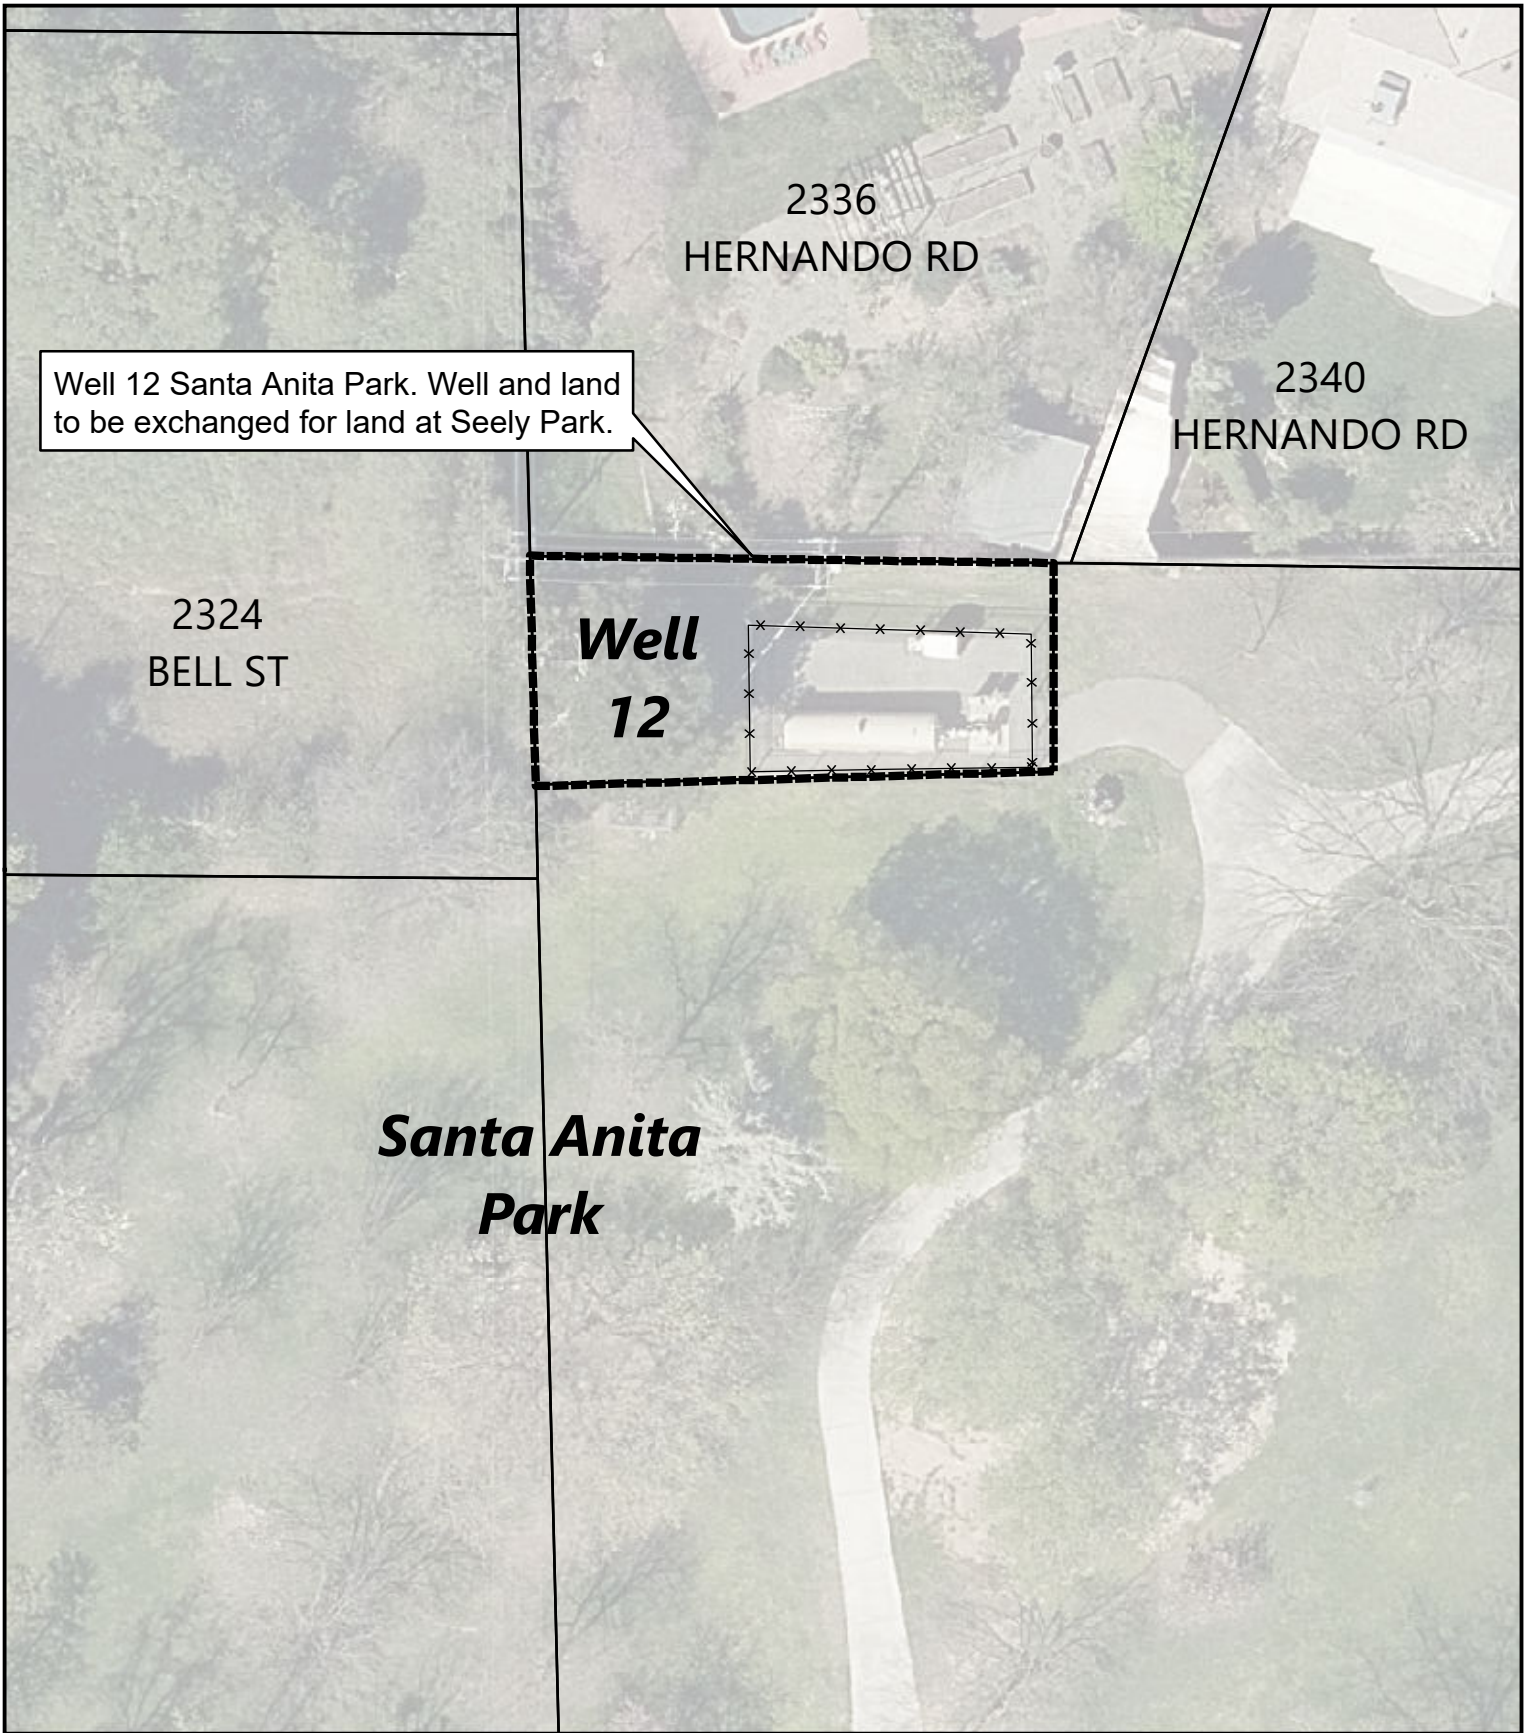 2336
HERNANDO RD
Well 12 Santa Anita Park. Well and land
to be exchanged for land at Seely Park.
2340
HERNANDO RD
2324
BELL ST
Well
12
Santa Anita
Park